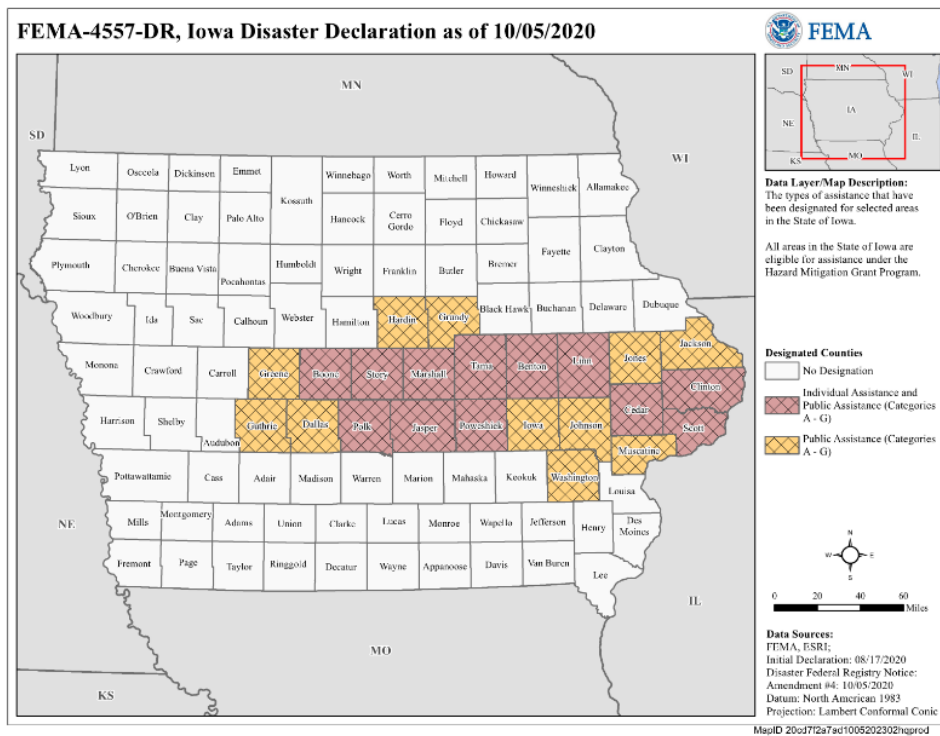 FEMA-4557-DR, Iowa Disaster Declaration as of 10/05/2020
FEMA
MN
SD
WI
NE
IL
MO
KS
Lyon
Osceola
Dickinson
Emmet
Kossuth
Winnebago
Worth
Mitchell
Howard
Winneshiek
Allamakee
Sioux
O'Brien
Clay
Palo Alto
Hancock
Cerro
Gordo
Floyd
Chickasaw
Fayette
Clayton
Plymouth
Cherokee
Buena Vista
Pocahontas
Humboldt
Wright
Franklin
Butler
Bremer
Woodbury
Ida
Sac
Calhoun
Webster
Hamilton
Hardin
Grundy
Black Hawk
Buchanan
Delaware
Dubuque
Monona
Crawford
Carroll
Greene
Boone
Story
Marshall
Tama
Benton
Linn
Jones
Jackson
Clinton
Harrison
Shelby
Audubon
Guthrie
Dallas
Polk
Jasper
Poweshiek
Iowa
Johnson
Cedar
Scott
Muscatine
Pottawattamie
Cass
Adair
Madison
Warren
Marion
Mahaska
Keokuk
Washington
Louisa
Mills
Montgomery
Adams
Union
Clarke
Lucas
Monroe
Wapello
Jefferson
Henry
Des
Moines
Fremont
Page
Taylor
Ringgold
Decatur
Wayne
Appanoose
Davis
Van Buren
Lee
SD
MN
WI
NE
IA
IL
KS
MO
Data Layer/Map Description:
The types of assistance that have
been designated for selected areas
in the State of Iowa.
All areas in the State of Iowa are
eligible for assistance under the
Hazard Mitigation Grant Program.
Designated Counties
No Designation
Individual Assistance and
Public Assistance (Categories
A - G)
Public Assistance (Categories
A - G)
N
W
E
S
0 20 40 60
Miles
Data Sources:
FEMA, ESRI;
Initial Declaration: 08/17/2020
Disaster Federal Registry Notice:
Amendment #4: 10/05/2020
Datum: North American 1983
Projection: Lambert Conformal Conic
MapID 20cd7f2a7ad1005202302hqprod